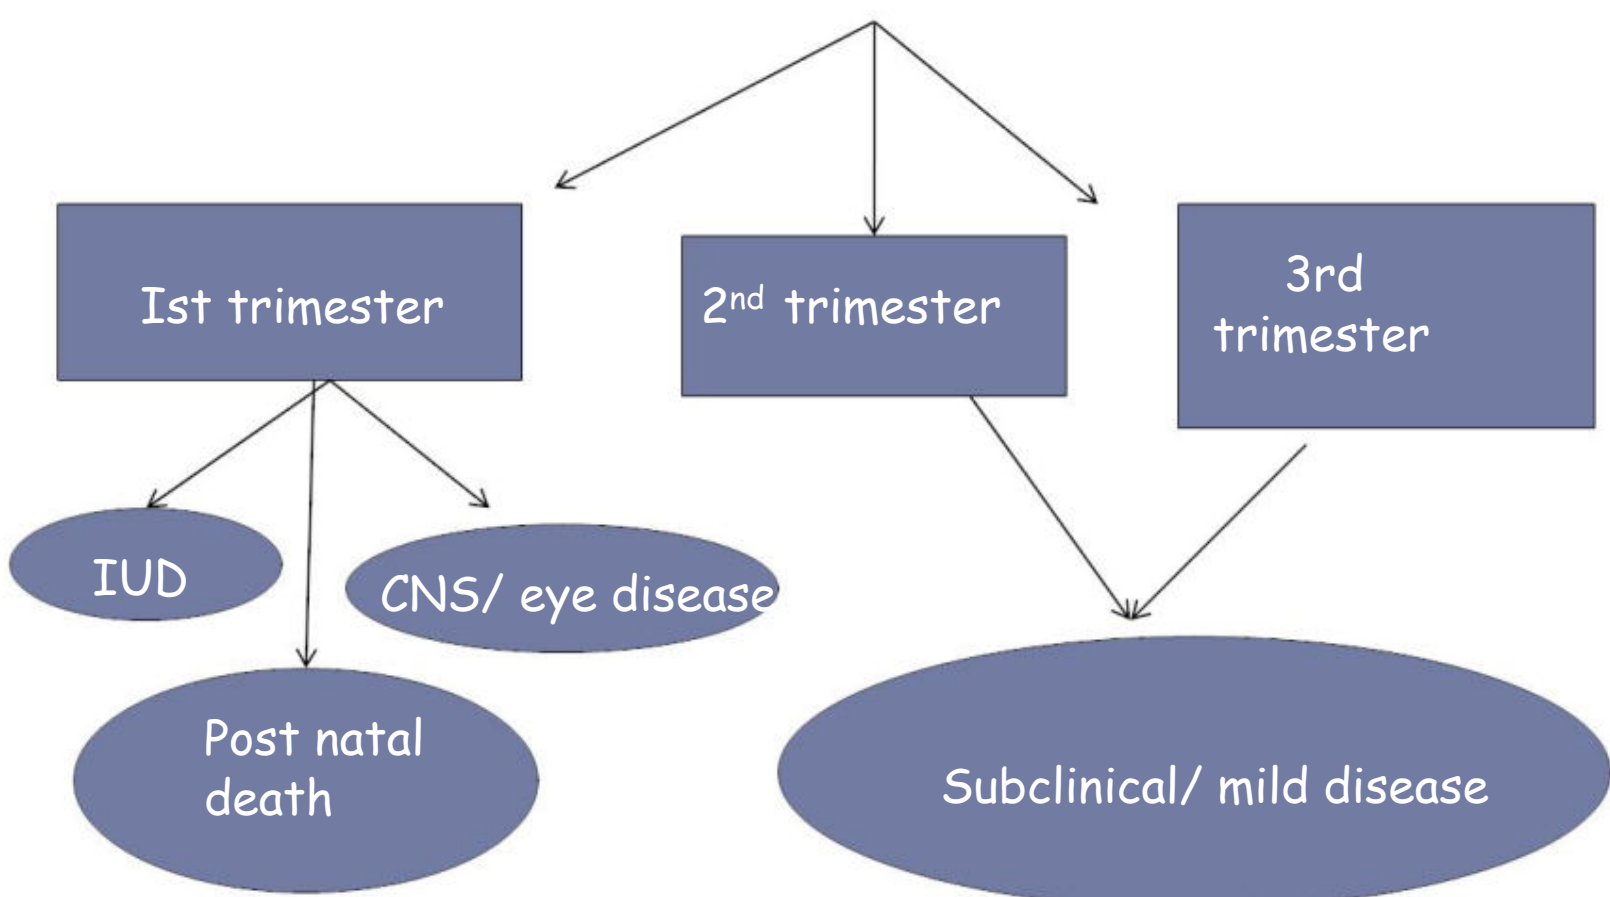 Ist trimester
2nd trimester
3rd
trimester
IUD
CNS/ eye disease
Post natal
death
Subclinical/ mild disease